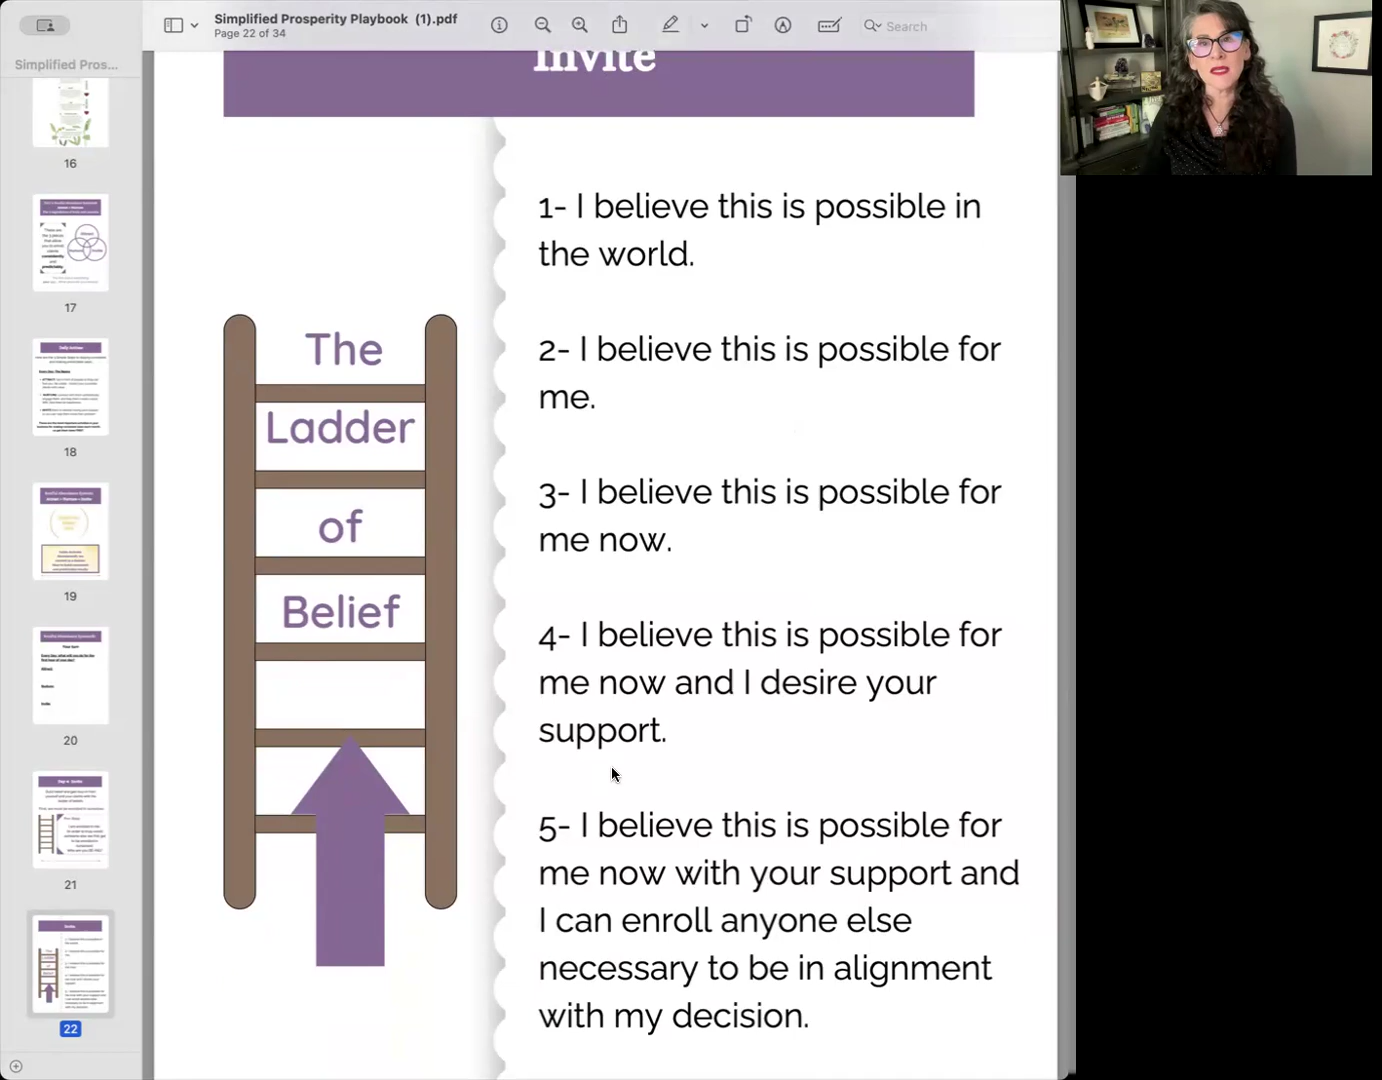 Simplified Prosperity Playbook (1).pdf
Page 22 of 34
Search
Simplified Pros...
16
17
18
19
20
21
22
Invite
The
Ladder
of
Belief
1- I believe this is possible in
the world.
2- I believe this is possible for
me.
3- I believe this is possible for
me now.
4- I believe this is possible for
me now and I desire your
support.
5- I believe this is possible for
me now with your support and
I can enroll anyone else
necessary to be in alignment
with my decision.